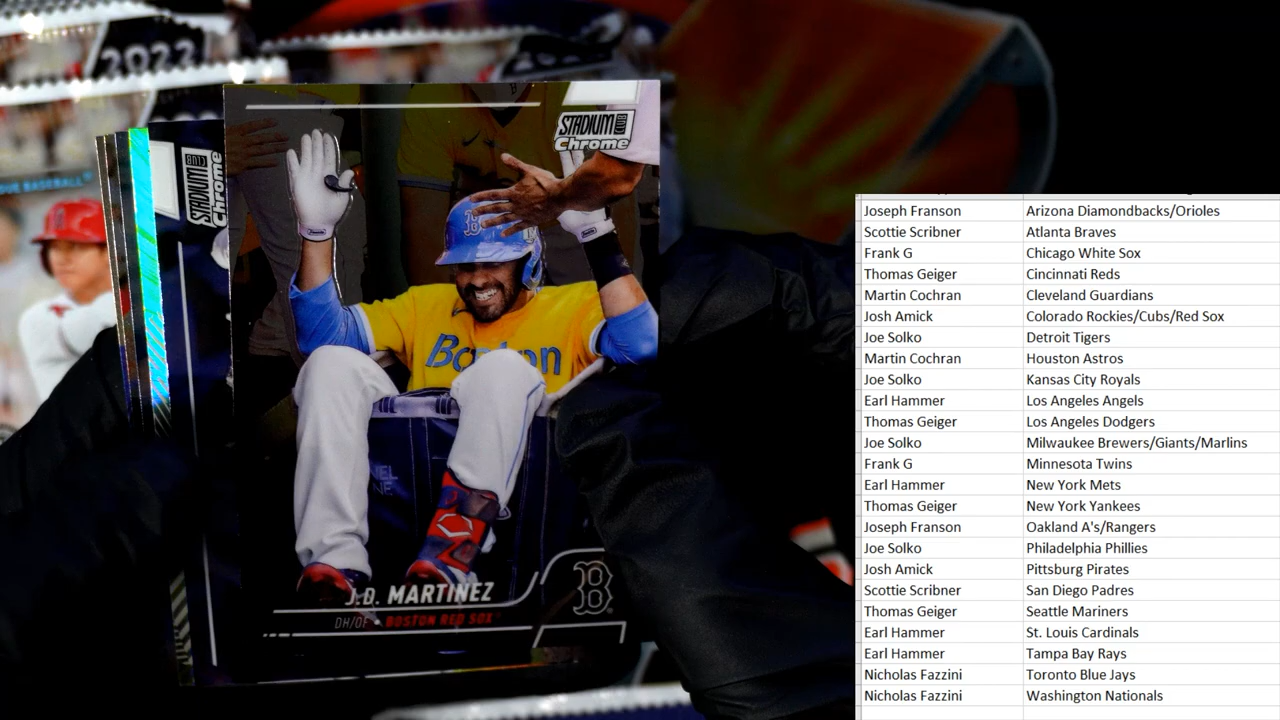 2022
STADIUM CLUB
Chrome
STADIUM CLUB
Chrome
B
Boston
J.D. MARTINEZ
DH/OF • BOSTON RED SOX
B
Joseph Franson Arizona Diamondbacks/Orioles
Scottie Scribner Atlanta Braves
Frank G Chicago White Sox
Thomas Geiger Cincinnati Reds
Martin Cochran Cleveland Guardians
Josh Amick Colorado Rockies/Cubs/Red Sox
Joe Solko Detroit Tigers
Martin Cochran Houston Astros
Joe Solko Kansas City Royals
Earl Hammer Los Angeles Angels
Thomas Geiger Los Angeles Dodgers
Joe Solko Milwaukee Brewers/Giants/Marlins
Frank G Minnesota Twins
Earl Hammer New York Mets
Thomas Geiger New York Yankees
Joseph Franson Oakland A's/Rangers
Joe Solko Philadelphia Phillies
Josh Amick Pittsburg Pirates
Scottie Scribner San Diego Padres
Thomas Geiger Seattle Mariners
Earl Hammer St. Louis Cardinals
Earl Hammer Tampa Bay Rays
Nicholas Fazzini Toronto Blue Jays
Nicholas Fazzini Washington Nationals